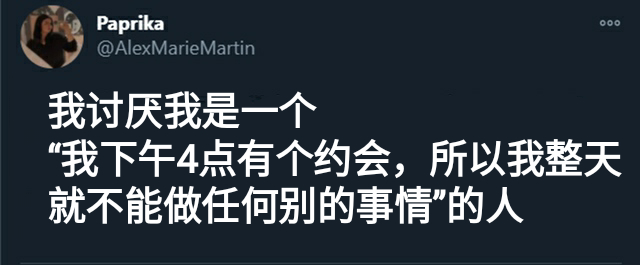 Paprika
@AlexMarieMartin
我讨厌我是一个
“我下午4点有个约会，所以我整天
就不能做任何别的事情”的人